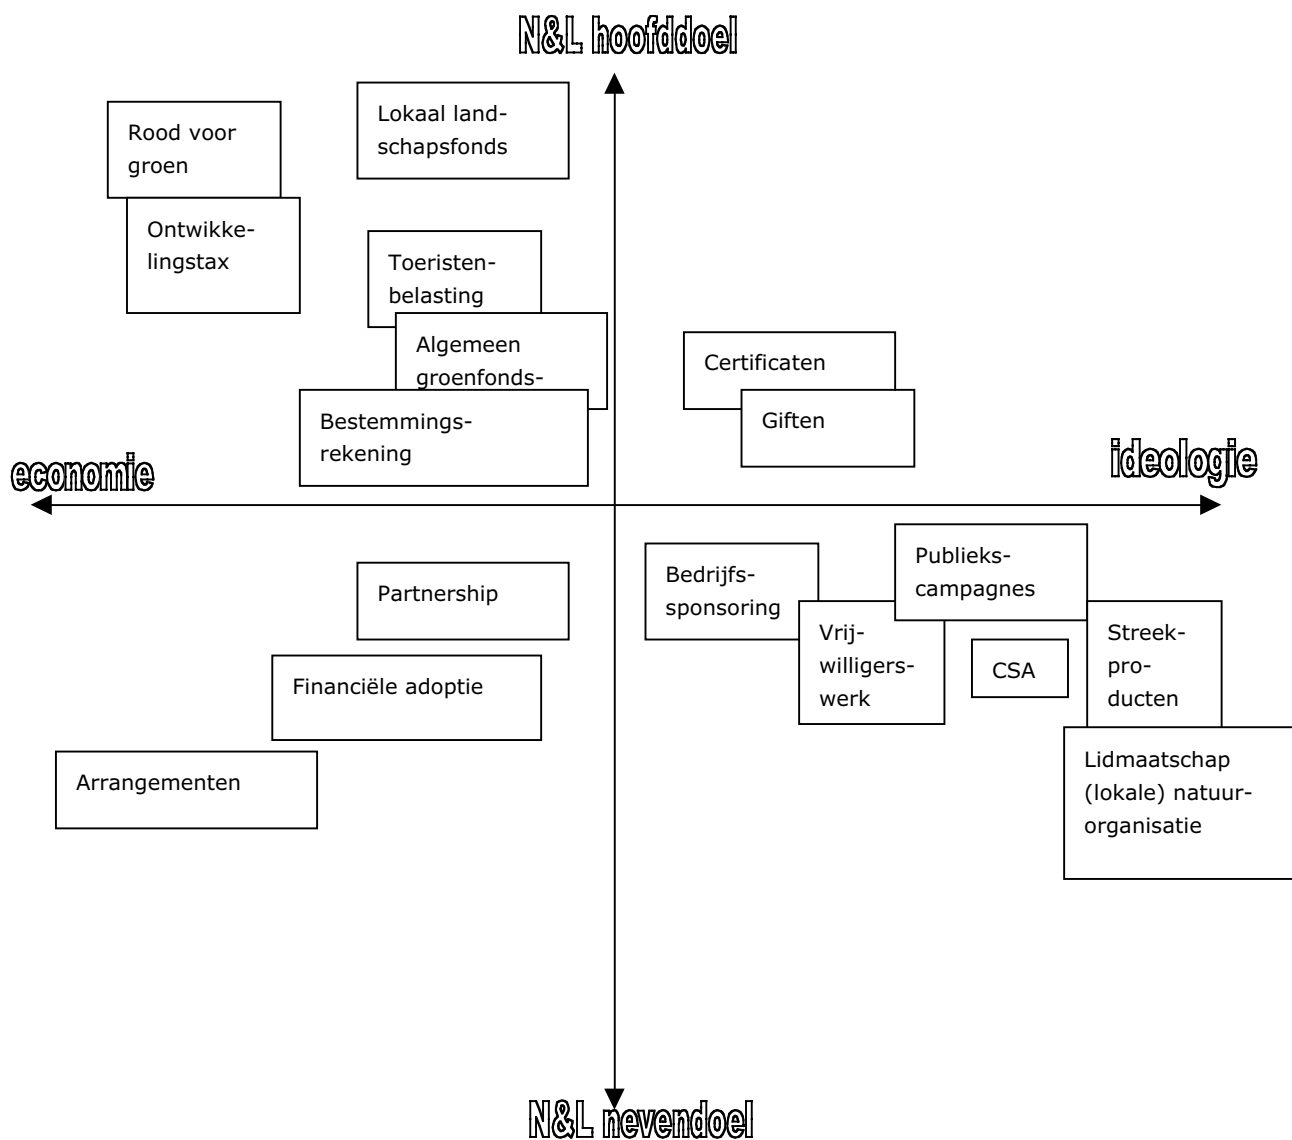 N&L hoofddoel
Lokaal land-
schapsfonds
Rood voor
groen
Ontwikke-
lingstax
Toeristen-
belasting
Algemeen
groenfonds-
Bestemmings-
rekening
Certificaten
Giften
economie
ideologie
Partnership
Financiële adoptie
Arrangementen
Bedrijfs-
sponsoring
Publieks-
campagnes
Vrij-
willigers-
werk
CSA
Streek-
pro-
ducten
Lidmaatschap
(lokale) natuur-
organisatie
N&L nevendoel